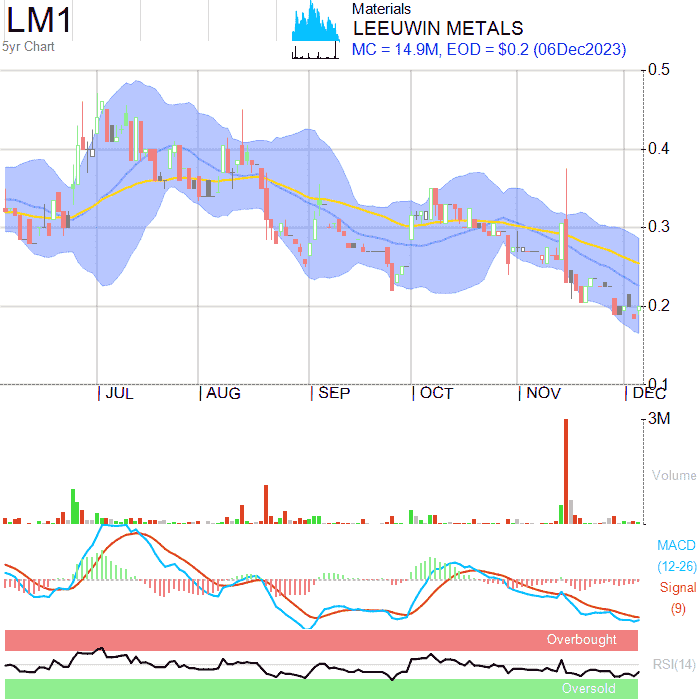 LM1
5yr Chart
Materials
LEEUWIN METALS
MC = 14.9M, EOD = $0.2 (06Dec2023)
0.5
0.4
0.3
0.2
0.1
JUL AUG SEP OCT NOV DEC
3M
Volume
MACD
(12-26)
Signal
(9)
Overbought
RSI(14)
Oversold